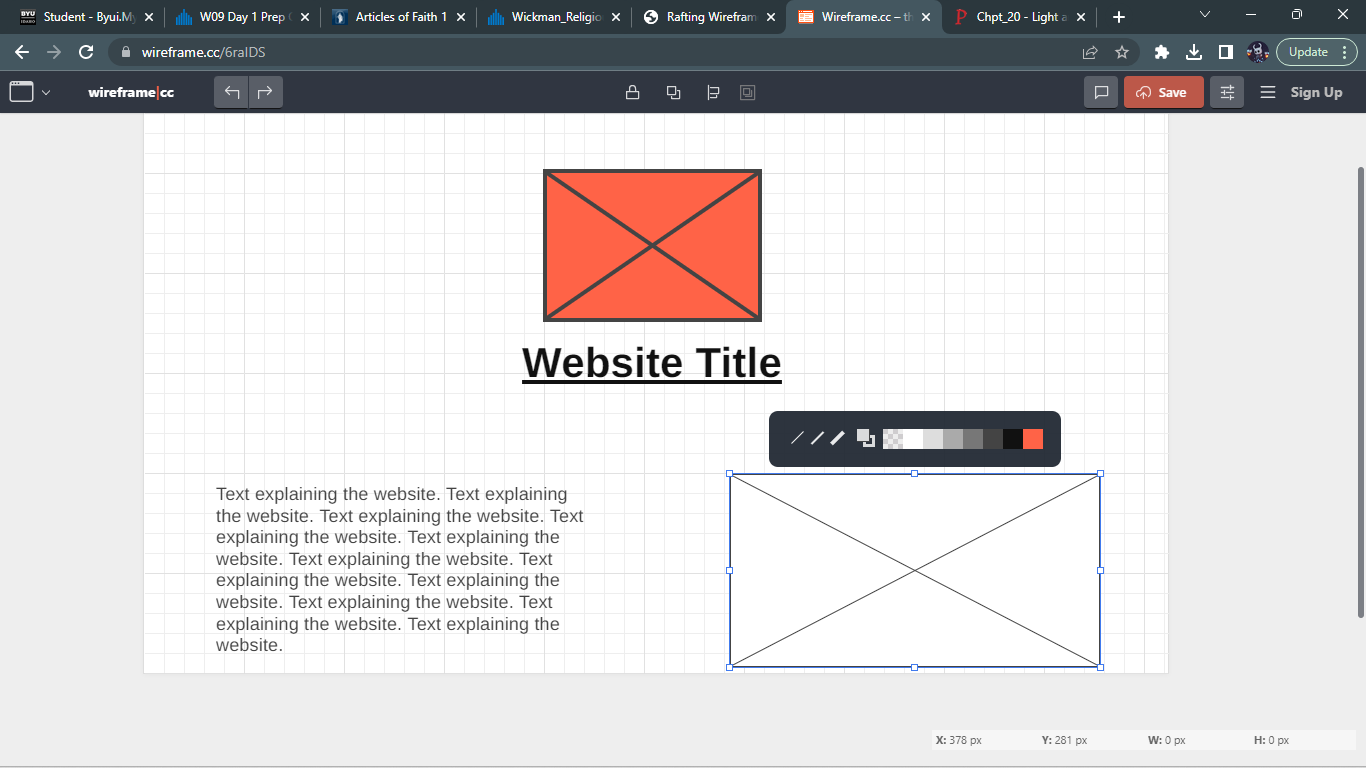 BYU
IDAHO
Student - Byui.My
W09 Day 1 Prep
Articles of Faith 1
Wickman_Religio
Rafting Wirefram
Wireframe.cc – th
Chpt_20 - Light a
wireframe.cc/6ralDS
Update
wireframe|cc
Save
Sign Up
Website Title
Text explaining the website. Text explaining
the website. Text explaining the website. Text
explaining the website. Text explaining the
website. Text explaining the website. Text
explaining the website. Text explaining the
website. Text explaining the website. Text
explaining the website. Text explaining the
website.
X: 378 px Y: 281 px W: 0 px H: 0 px